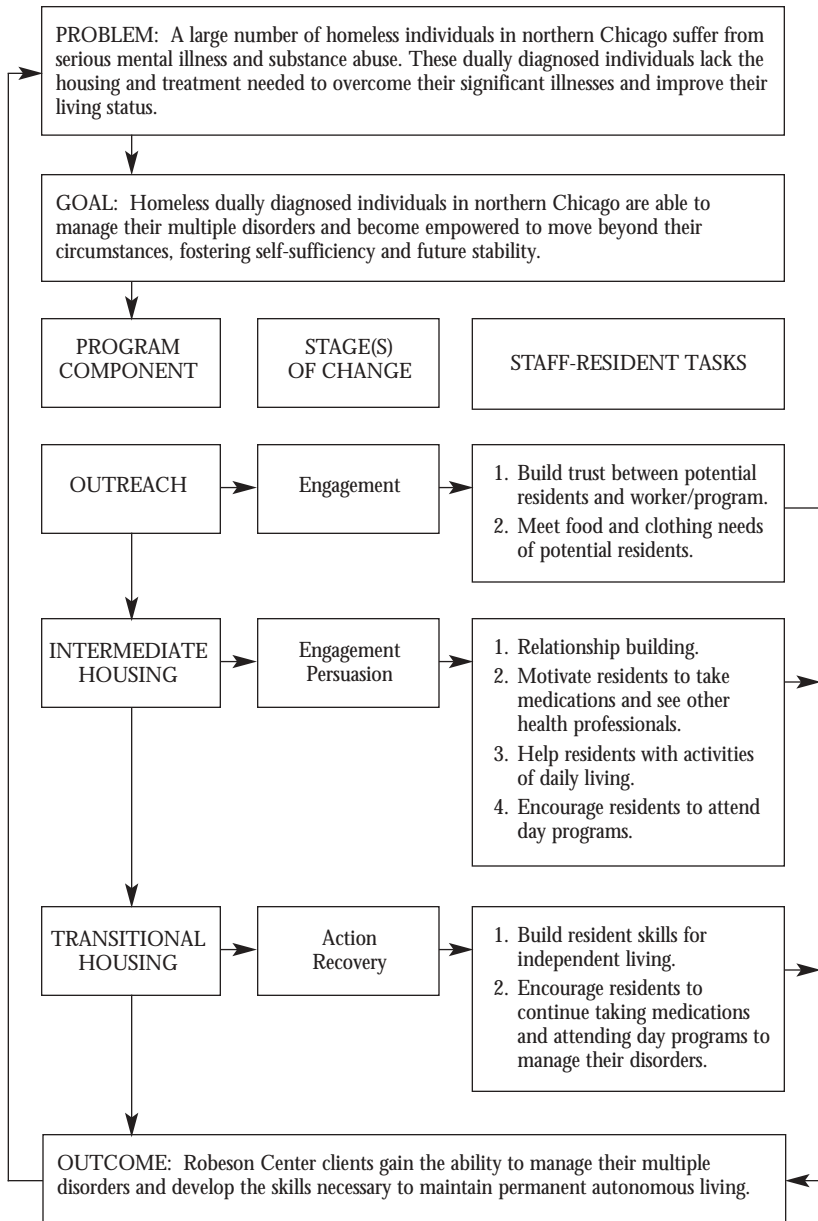 PROBLEM: A large number of homeless individuals in northern Chicago suffer from
serious mental illness and substance abuse. These dually diagnosed individuals lack the
housing and treatment needed to overcome their significant illnesses and improve their
living status.
GOAL: Homeless dually diagnosed individuals in northern Chicago are able to
manage their multiple disorders and become empowered to move beyond their
circumstances, fostering self-sufficiency and future stability.
PROGRAM
COMPONENT
STAGE(S)
OF CHANGE
STAFF-RESIDENT TASKS
OUTREACH
Engagement
1. Build trust between potential
residents and worker/program.
2. Meet food and clothing needs
of potential residents.
INTERMEDIATE
HOUSING
Engagement
Persuasion
1. Relationship building.
2. Motivate residents to take
medications and see other
health professionals.
3. Help residents with activities
of daily living.
4. Encourage residents to attend
day programs.
TRANSITIONAL
HOUSING
Action
Recovery
1. Build resident skills for
independent living.
2. Encourage residents to
continue taking medications
and attending day programs to
manage their disorders.
OUTCOME: Robeson Center clients gain the ability to manage their multiple
disorders and develop the skills necessary to maintain permanent autonomous living.